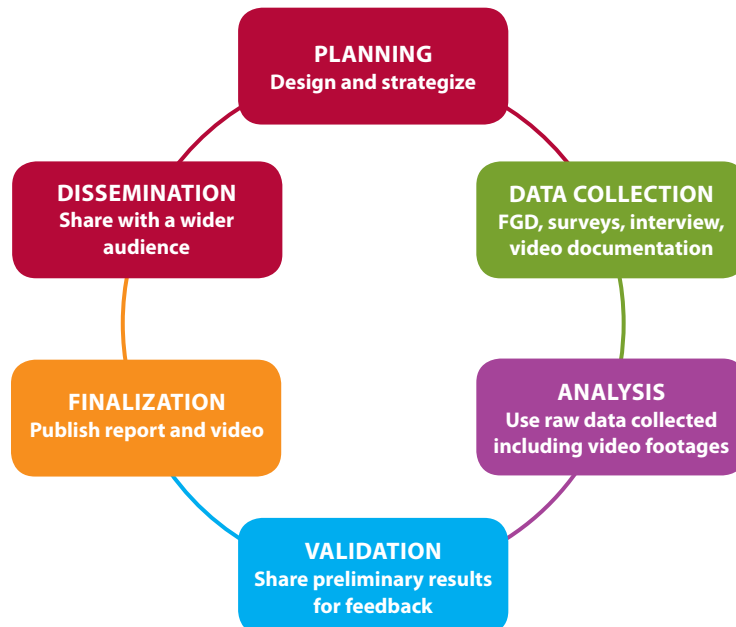 PLANNING
Design and strategize
DATA COLLECTION
FGD, surveys, interview,
video documentation
ANALYSIS
Use raw data collected
including video footages
VALIDATION
Share preliminary results
for feedback
FINALIZATION
Publish report and video
DISSEMINATION
Share with a wider
audience